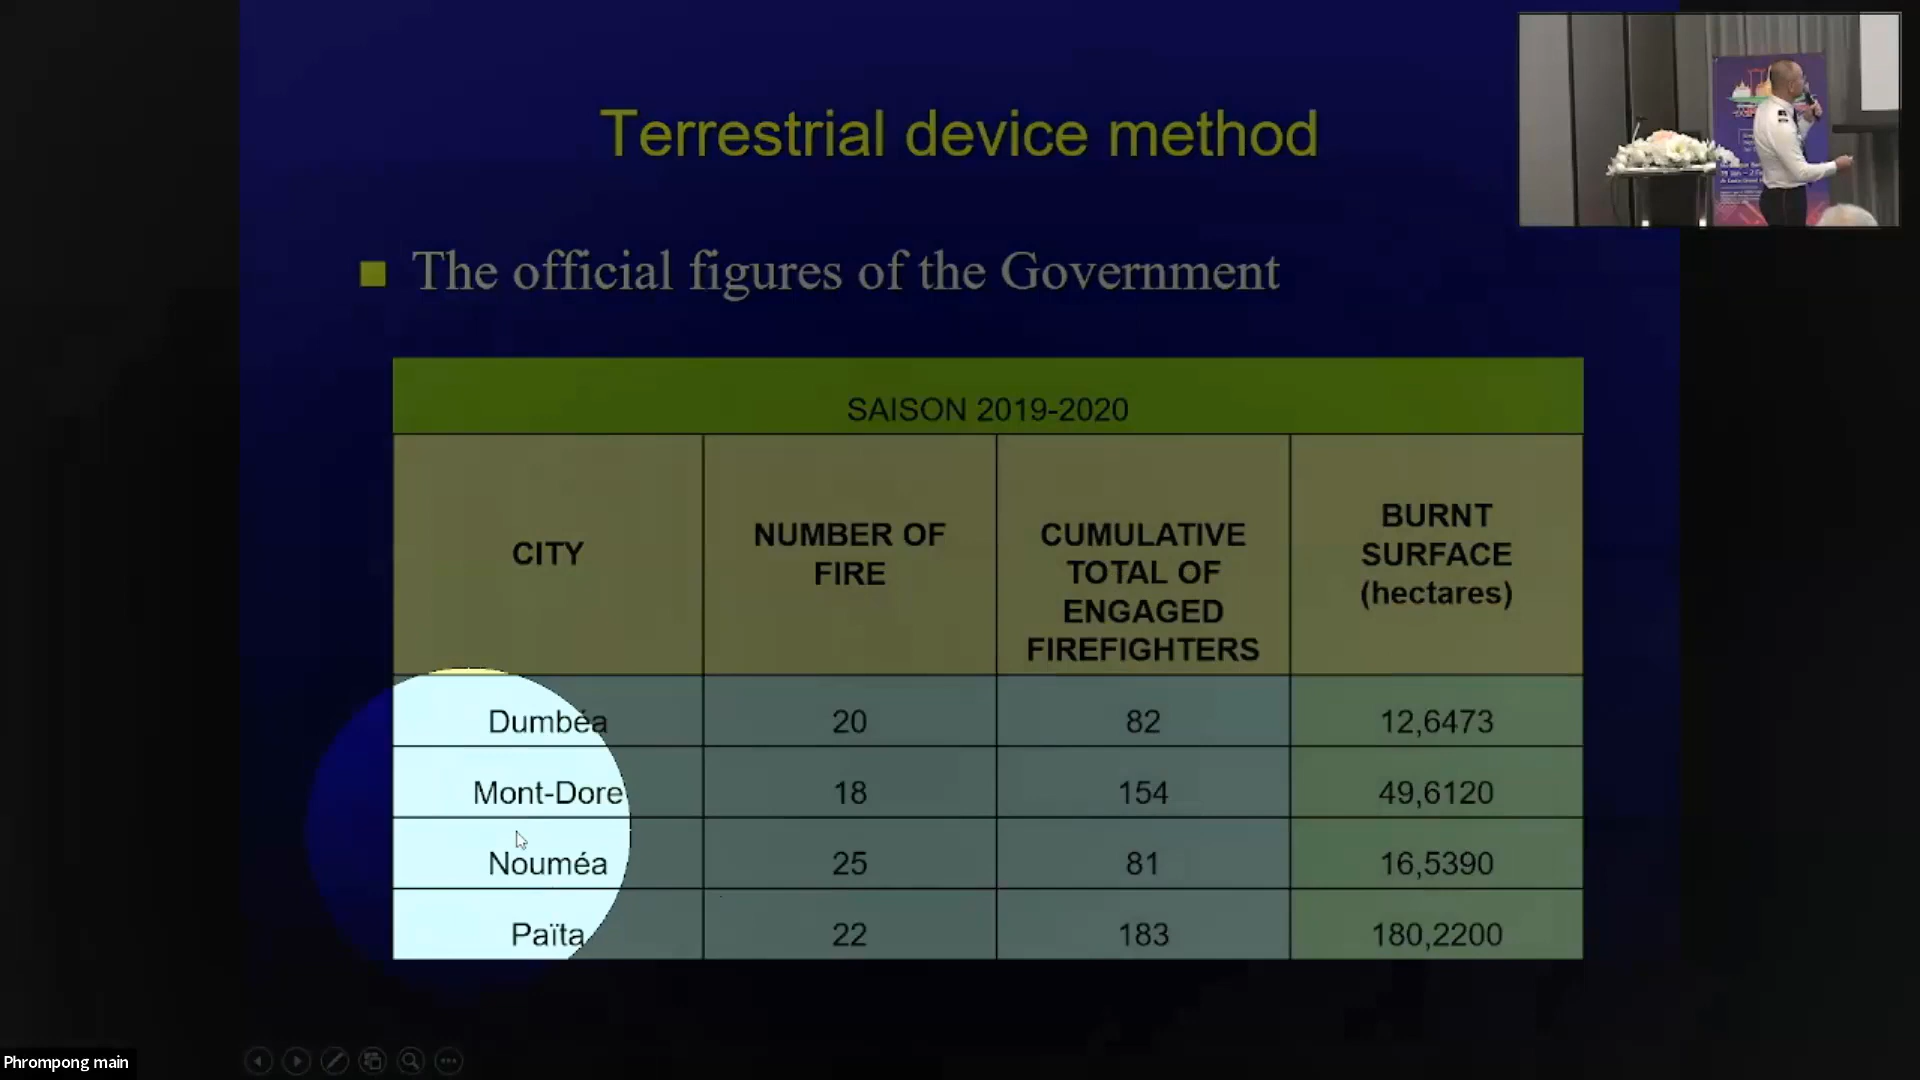 Terrestrial device method
The official figures of the Government
SAISON 2019-2020
CITY
NUMBER OF
FIRE
CUMULATIVE
TOTAL OF
ENGAGED
FIREFIGHTERS
BURNT
SURFACE
(hectares)
Dumbéa 20 82 12,6473
Mont-Dore 18 154 49,6120
Nouméa 25 81 16,5390
Païta 22 183 180,2200
Phrompong main